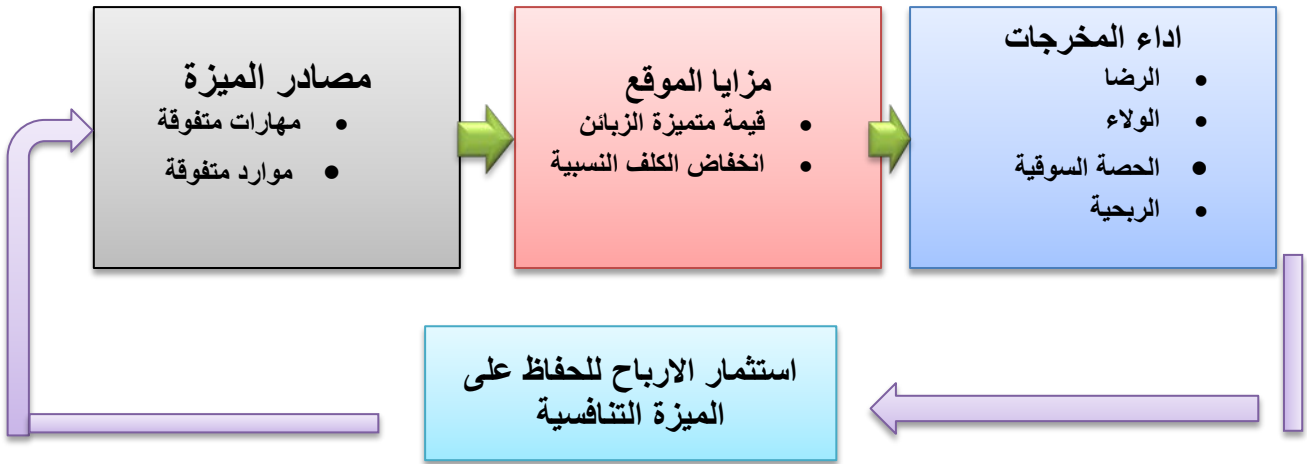 مصادر الميزة
• مهارات متفوقة
• موارد متفوقة
مزايا الموقع
• قيمة متميزة الزبائن
• انخفاض الكلف النسبية
اداء المخرجات
• الرضا
• الولاء
• الحصة السوقية
• الربحية
استثمار الارباح للحفاظ على
الميزة التنافسية